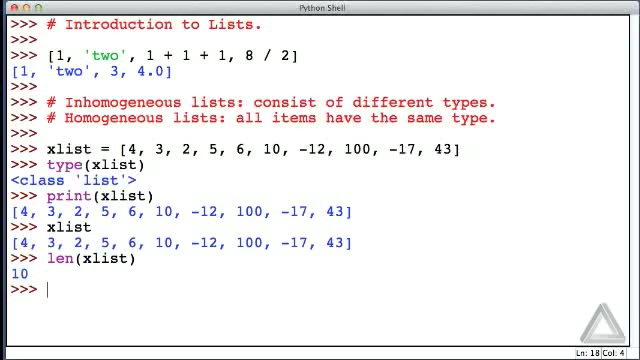 Python Shell
>>> # Introduction to Lists.
>>>
>>> [1, 'two', 1 + 1 + 1, 8 / 2]
[1, 'two', 3, 4.0]
>>>
>>> # Inhomogeneous lists: consist of different types.
>>> # Homogeneous lists: all items have the same type.
>>>
>>> xlist = [4, 3, 2, 5, 6, 10, -12, 100, -17, 43]
>>> type(xlist)
<class 'list'>
>>> print(xlist)
[4, 3, 2, 5, 6, 10, -12, 100, -17, 43]
>>> xlist
[4, 3, 2, 5, 6, 10, -12, 100, -17, 43]
>>> len(xlist)
10
>>>
Ln: 18 Col: 4